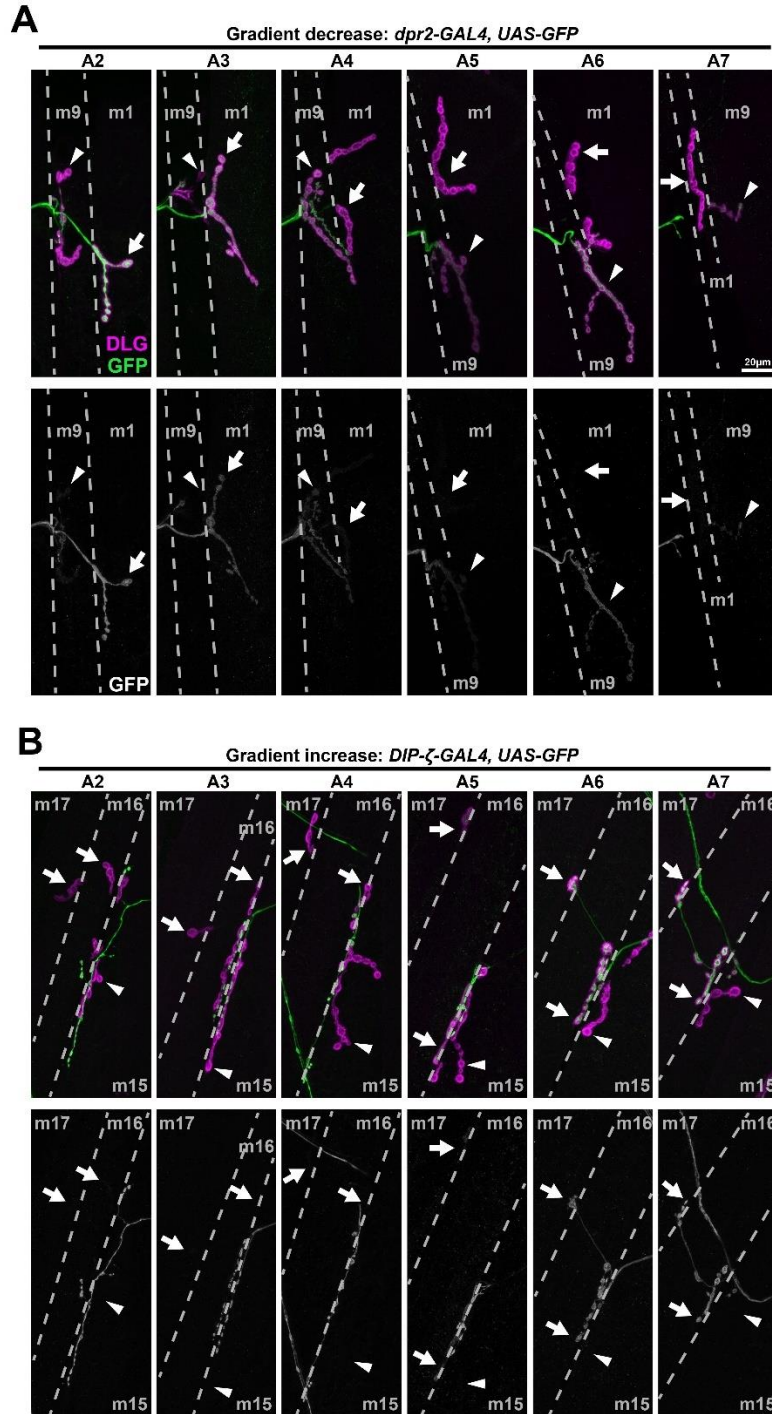 A
Gradient decrease: dpr2-GAL4, UAS-GFP
A2 A3 A4 A5 A6 A7
m9 m1 m9 m1 m9 m1 m1 m1 m9
DLG
GFP
m9 m9 m1
20μm
m9 m1 m9 m1 m9 m1 m1 m1 m9
m1
GFP m9 m9
B
Gradient increase: DIP-ζ-GAL4, UAS-GFP
A2 A3 A4 A5 A6 A7
m17 m16 m17 m16 m17 m16 m17 m16 m17 m16 m17 m16
m15 m15 m15 m15 m15 m15
m17 m16 m17 m16 m17 m16 m17 m16 m17 m16 m17 m16
m15 m15 m15 m15 m15 m15